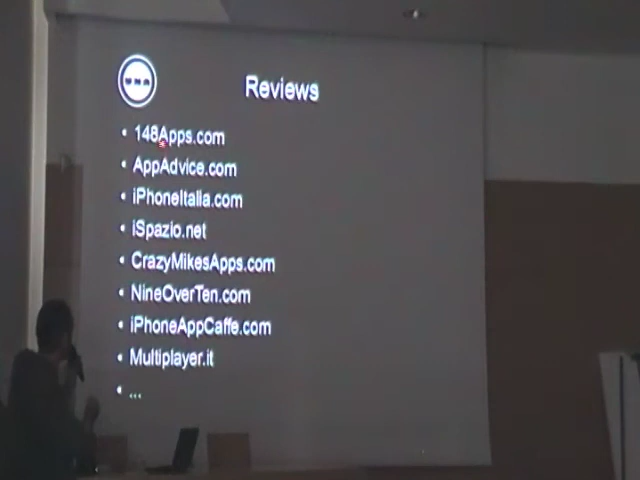 Reviews
• 148Apps.com
• AppAdvice.com
• iPhoneItalia.com
• iSpazio.net
• CrazyMikesApps.com
• NineOverTen.com
• iPhoneAppCaffe.com
• Multiplayer.it
• ...